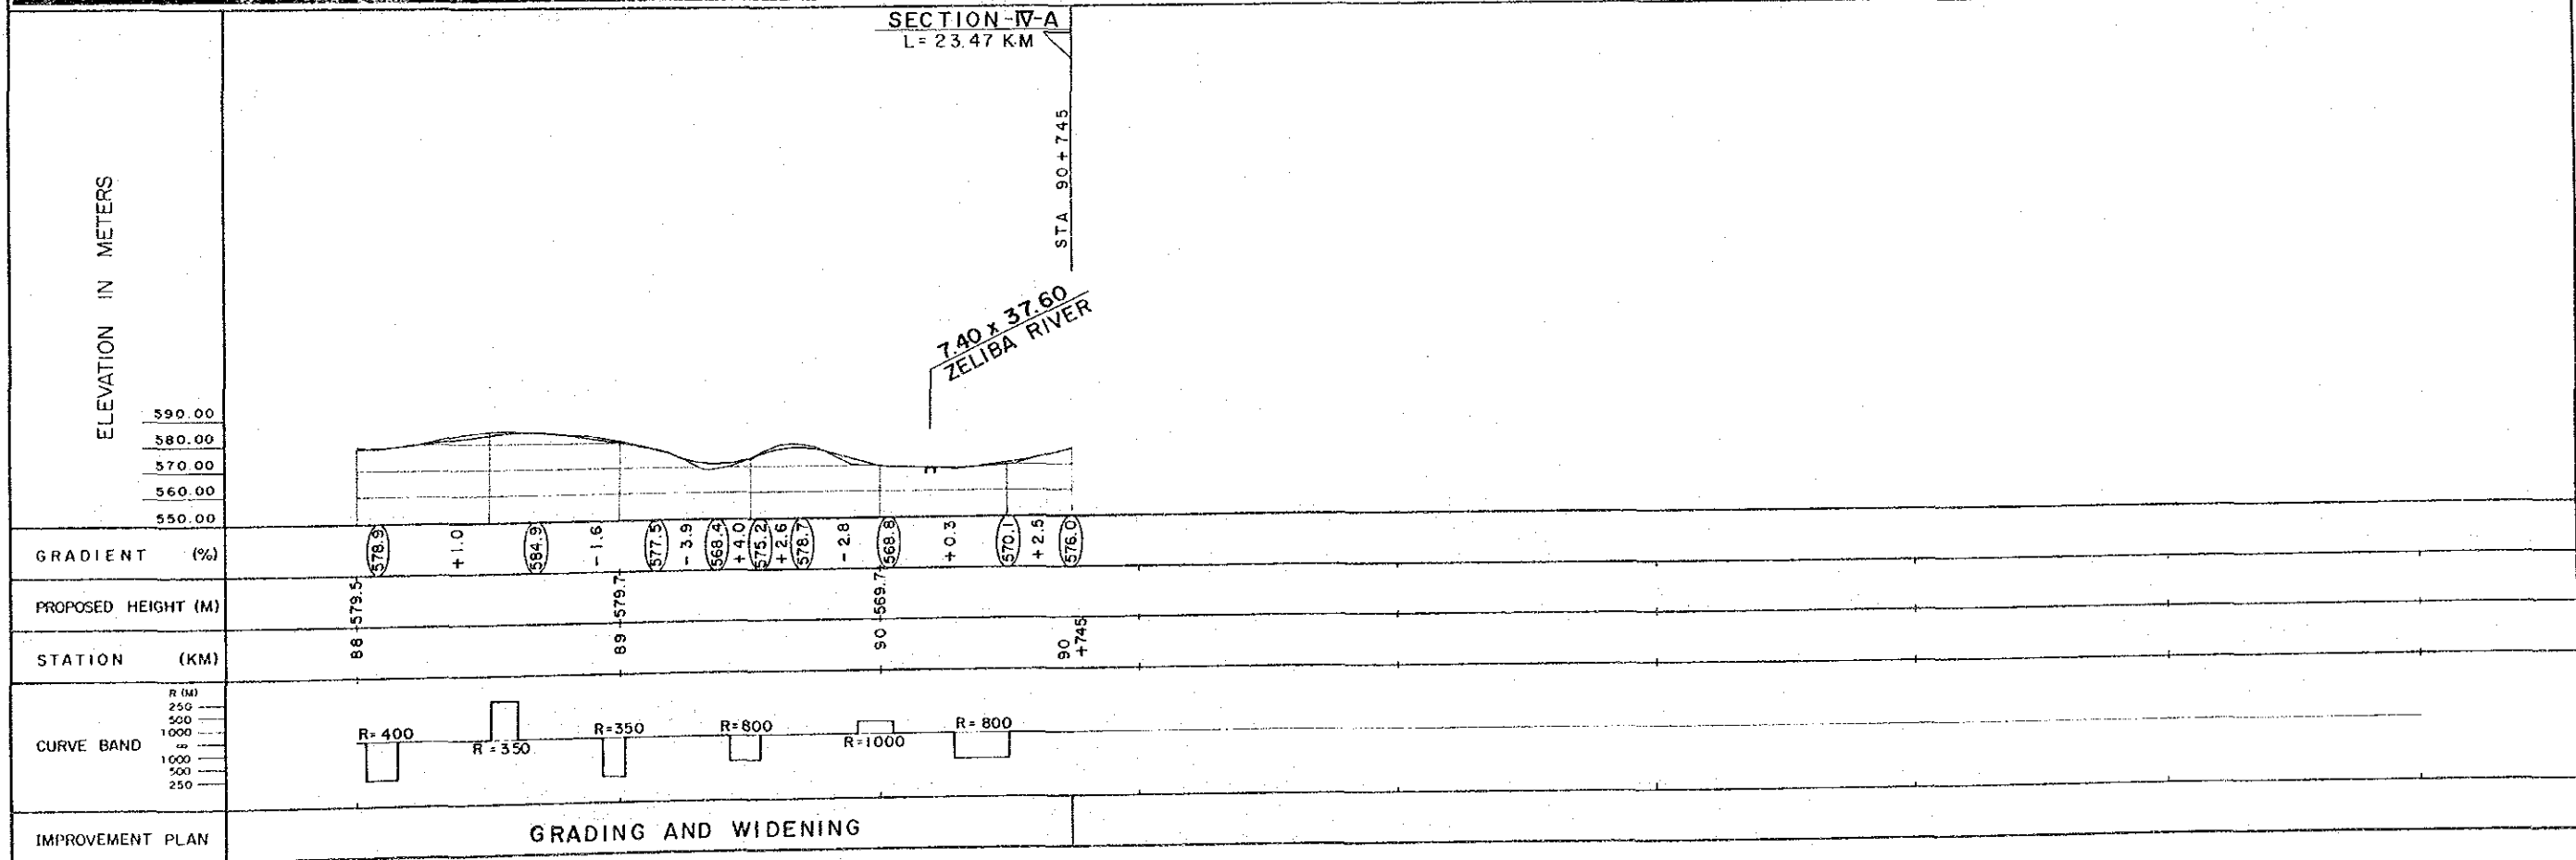 SECTION-IV-A
L= 23.47 KM
STA 90+745
7.40 x 37.60
ZELIBA RIVER
ELEVATION IN METERS
590.00
580.00
570.00
560.00
550.00
GRADIENT (%)
578.9 +1.0 584.9 -1.6 577.5 -3.9 568.4 +4.0 575.2 +2.6 578.7 -2.8 568.8 +0.3 570.1 +2.5 576.0
PROPOSED HEIGHT (M)
579.5 579.7 569.7
STATION (KM)
88 89 90 90 +745
CURVE BAND
R (M)
250
500
1000
∞
1000
500
250
R= 400 R=350 R=350 R=800 R=1000 R= 800
IMPROVEMENT PLAN
GRADING AND WIDENING